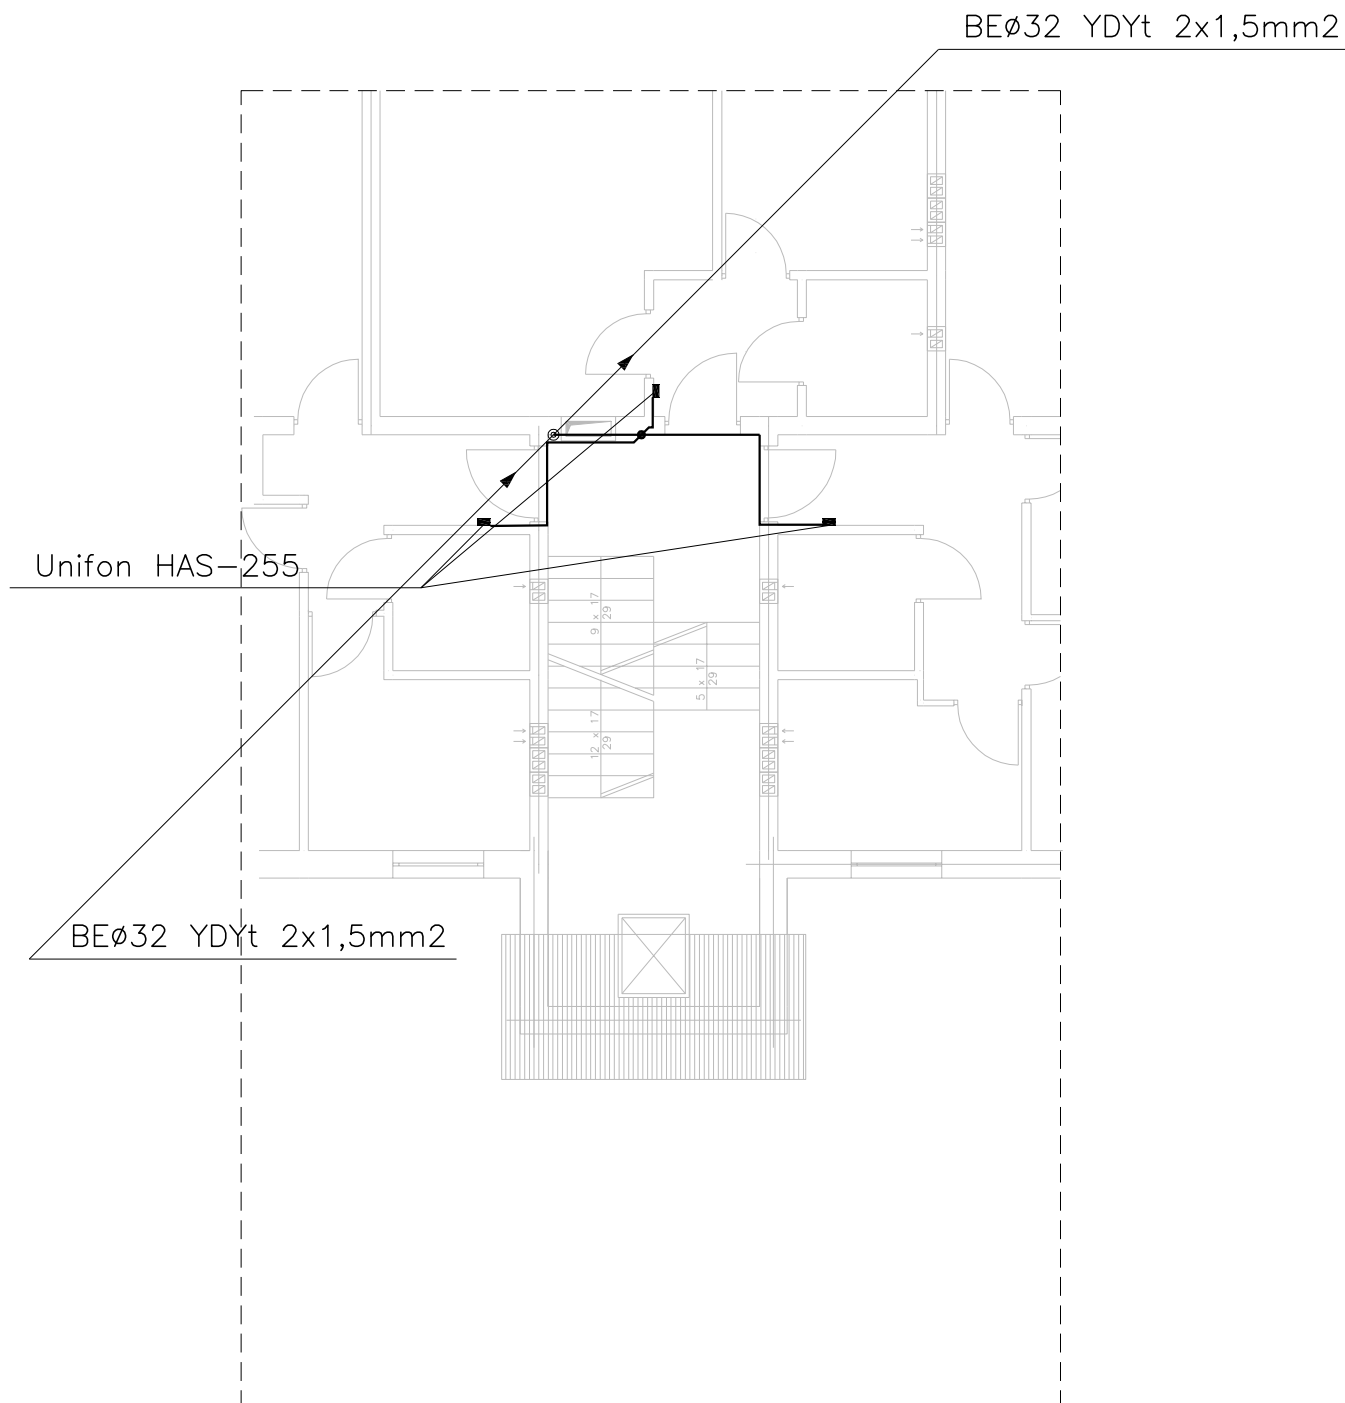 BEø32 YDYt 2x1,5mm2
Unifon HAS-255
9 x 17
29
5 x 17
29
12 x 17
29
BEø32 YDYt 2x1,5mm2